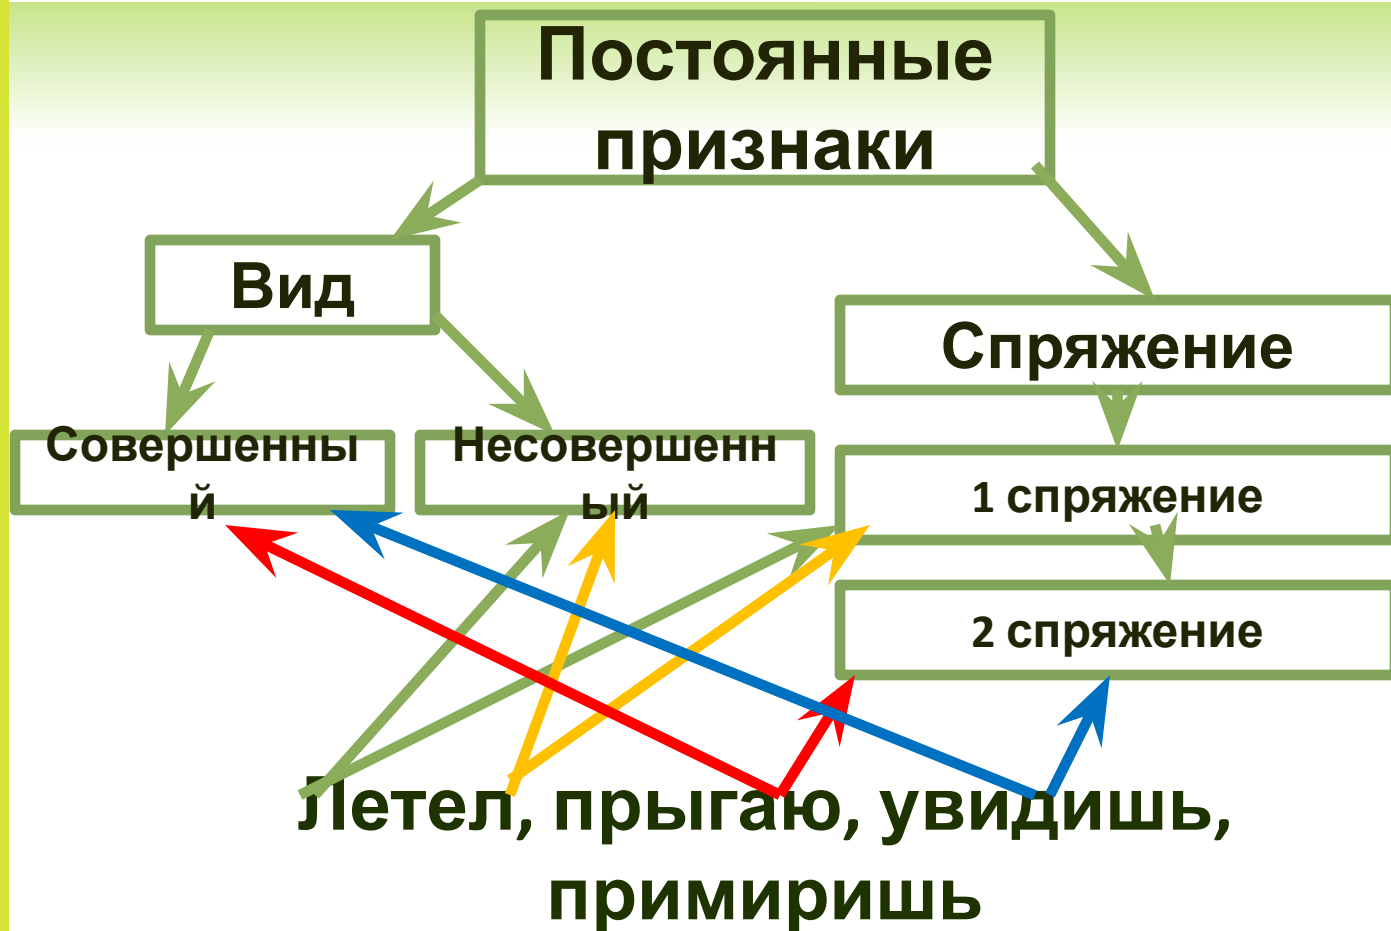 Постоянные
признаки
Вид
Спряжение
Совершенны
й
Несовершенн
ый
1 спряжение
2 спряжение
Летел, прыгаю, увидишь,
примиришь